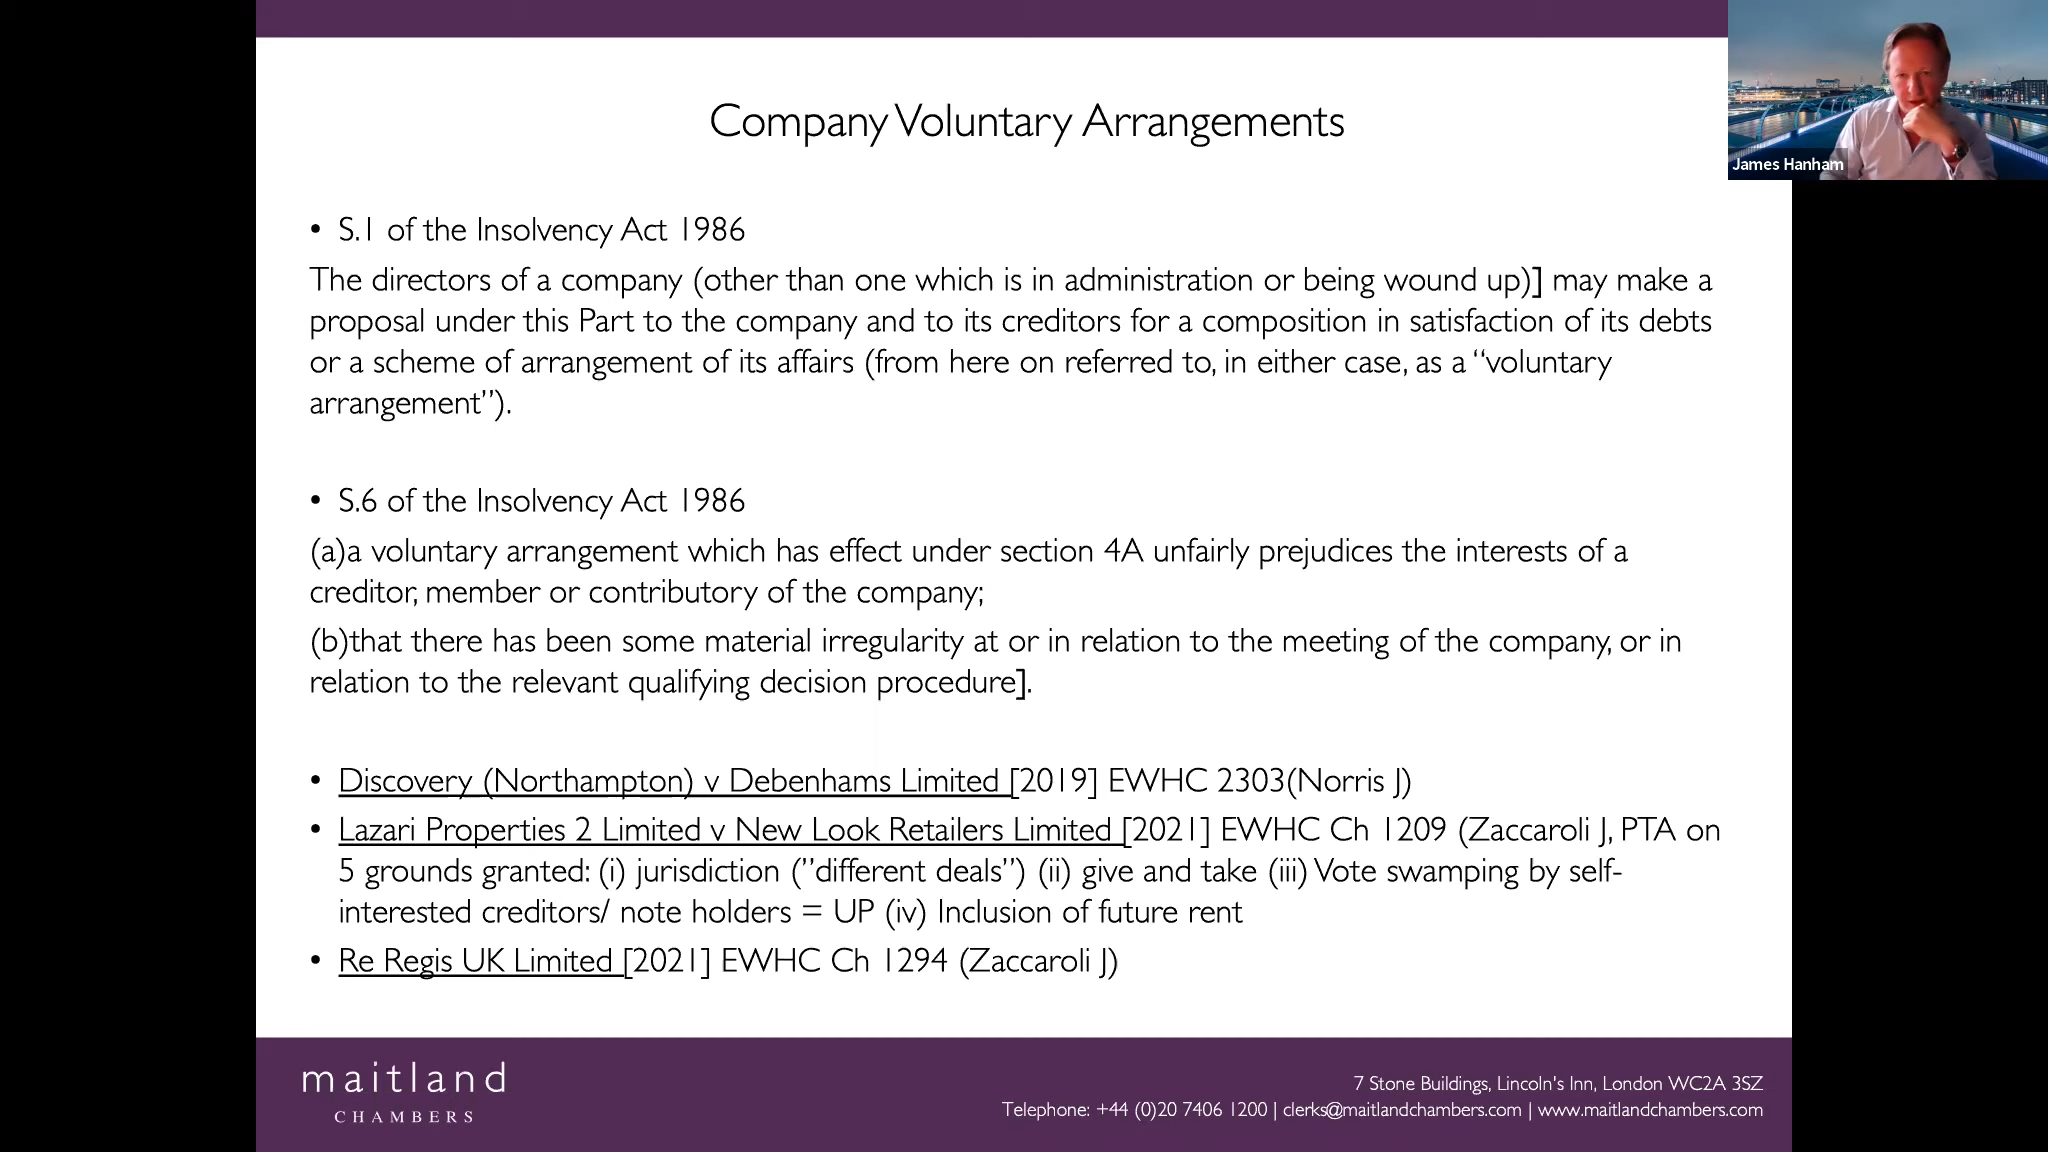 Company Voluntary Arrangements
James Hanham
• S.1 of the Insolvency Act 1986
The directors of a company (other than one which is in administration or being wound up)] may make a
proposal under this Part to the company and to its creditors for a composition in satisfaction of its debts
or a scheme of arrangement of its affairs (from here on referred to, in either case, as a “voluntary
arrangement”).
• S.6 of the Insolvency Act 1986
(a)a voluntary arrangement which has effect under section 4A unfairly prejudices the interests of a
creditor, member or contributory of the company;
(b)that there has been some material irregularity at or in relation to the meeting of the company, or in
relation to the relevant qualifying decision procedure].
• Discovery (Northampton) v Debenhams Limited [2019] EWHC 2303(Norris J)
• Lazari Properties 2 Limited v New Look Retailers Limited [2021] EWHC Ch 1209 (Zaccaroli J, PTA on
5 grounds granted: (i) jurisdiction (”different deals”) (ii) give and take (iii) Vote swamping by self-
interested creditors/ note holders = UP (iv) Inclusion of future rent
• Re Regis UK Limited [2021] EWHC Ch 1294 (Zaccaroli J)
maitland
CHAMBERS
7 Stone Buildings, Lincoln's Inn, London WC2A 3SZ
Telephone: +44 (0)20 7406 1200 | clerks@maitlandchambers.com | www.maitlandchambers.com